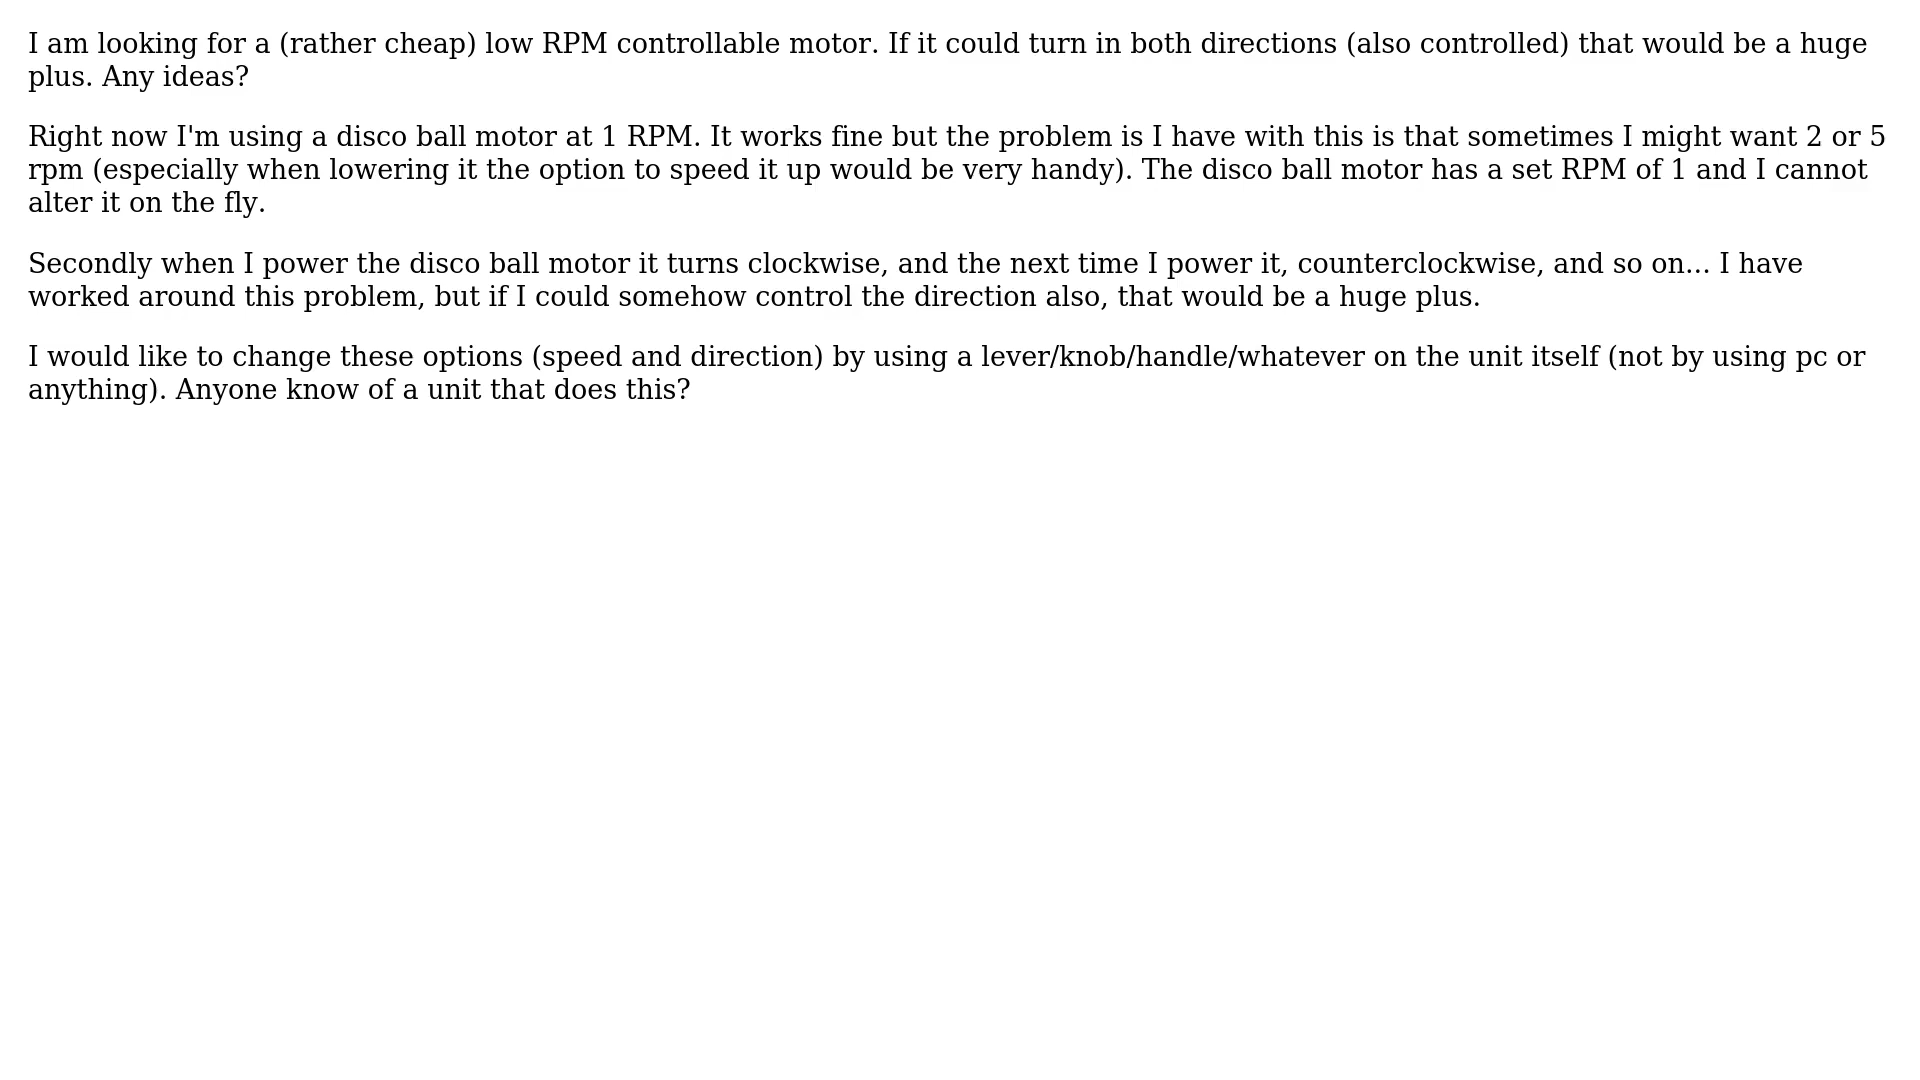 I am looking for a (rather cheap) low RPM controllable motor. If it could turn in both directions (also controlled) that would be a huge
plus. Any ideas?
Right now I'm using a disco ball motor at 1 RPM. It works fine but the problem is I have with this is that sometimes I might want 2 or 5
rpm (especially when lowering it the option to speed it up would be very handy). The disco ball motor has a set RPM of 1 and I cannot
alter it on the fly.
Secondly when I power the disco ball motor it turns clockwise, and the next time I power it, counterclockwise, and so on... I have
worked around this problem, but if I could somehow control the direction also, that would be a huge plus.
I would like to change these options (speed and direction) by using a lever/knob/handle/whatever on the unit itself (not by using pc or
anything). Anyone know of a unit that does this?